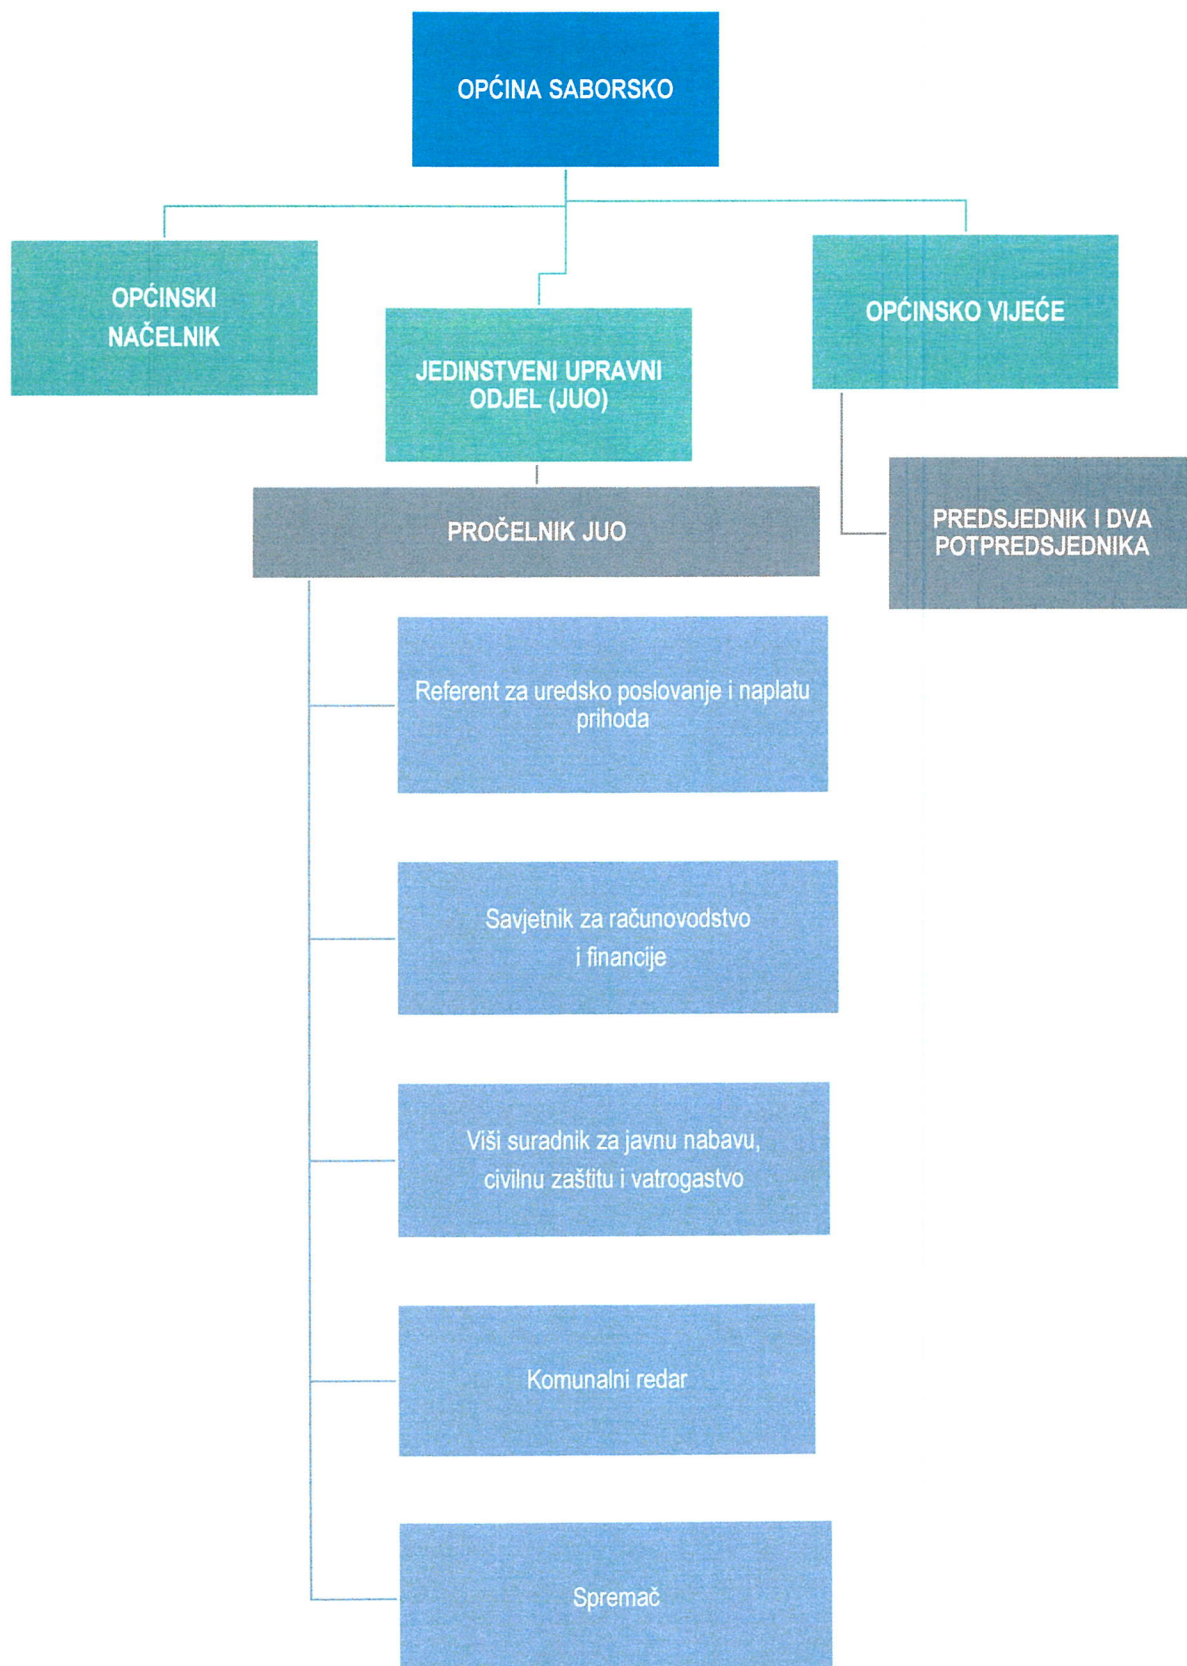 OPĆINA SABORSKO
OPĆINSKI
NAČELNIK
JEDINSTVENI UPRAVNI
ODJEL (JUO)
OPĆINSKO VIJEĆE
PROČELNIK JUO
PREDSJEDNIK I DVA
POTPREDSJEDNIKA
Referent za uredsko poslovanje i naplatu
prihoda
Savjetnik za računovodstvo
i financije
Viši suradnik za javnu nabavu,
civilnu zaštitu i vatrogastvo
Komunalni redar
Spremač